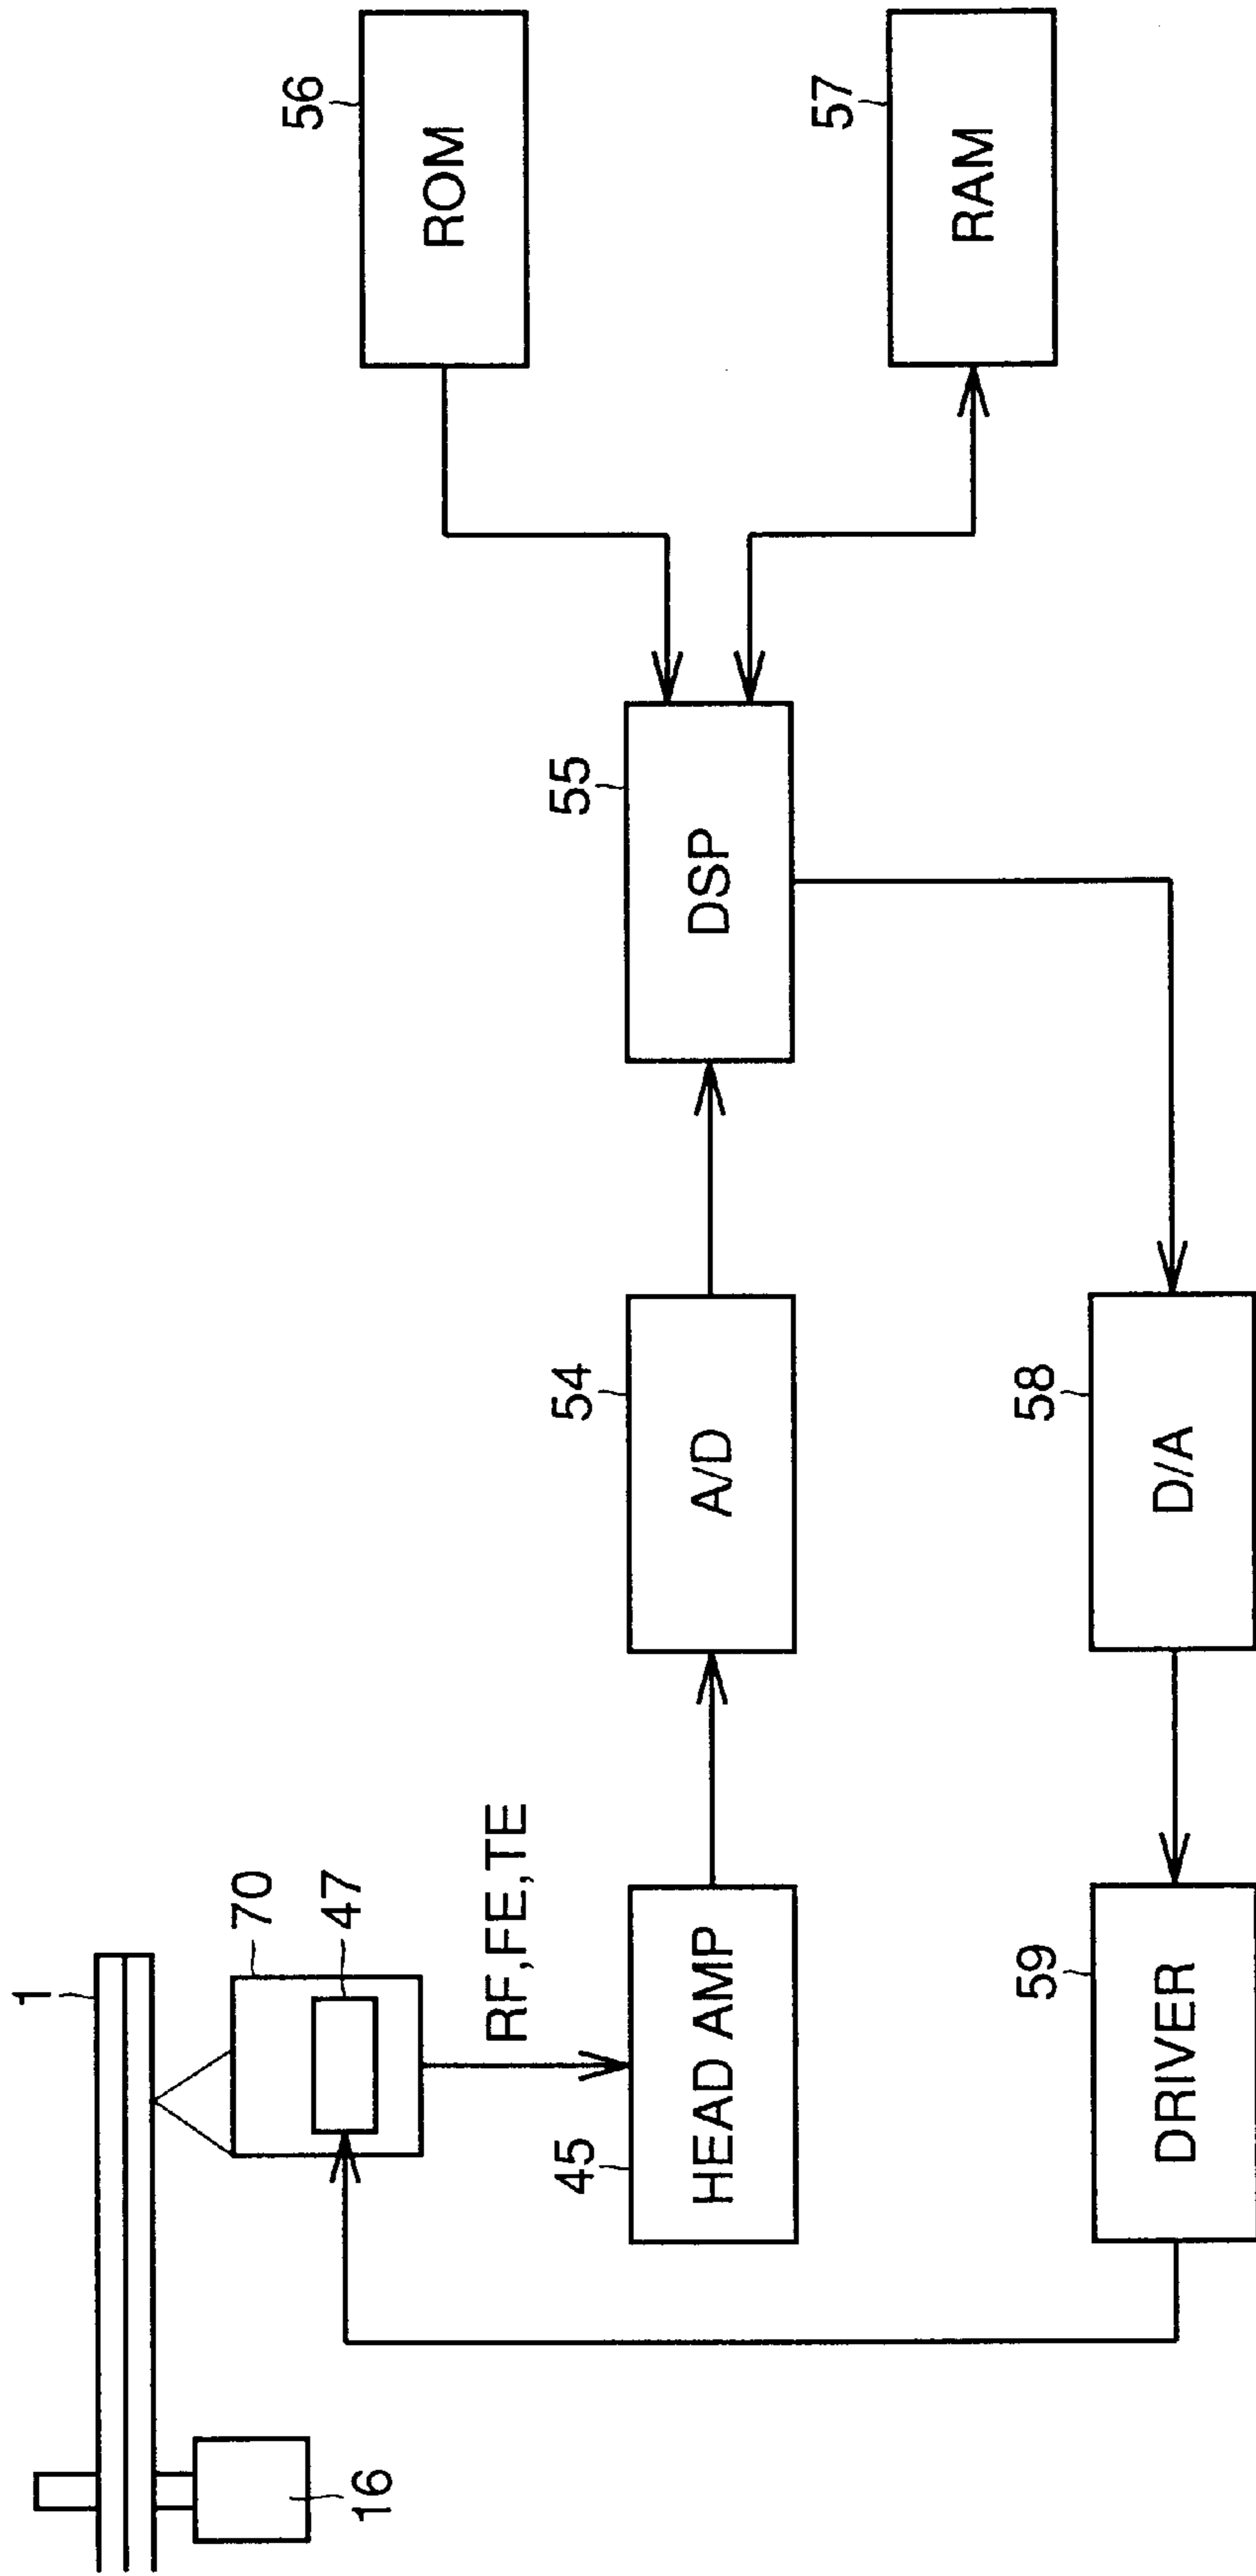 1
16
70
47
RF,FE,TE
45
HEAD AMP
54
A/D
55
DSP
56
ROM
57
RAM
58
D/A
59
DRIVER